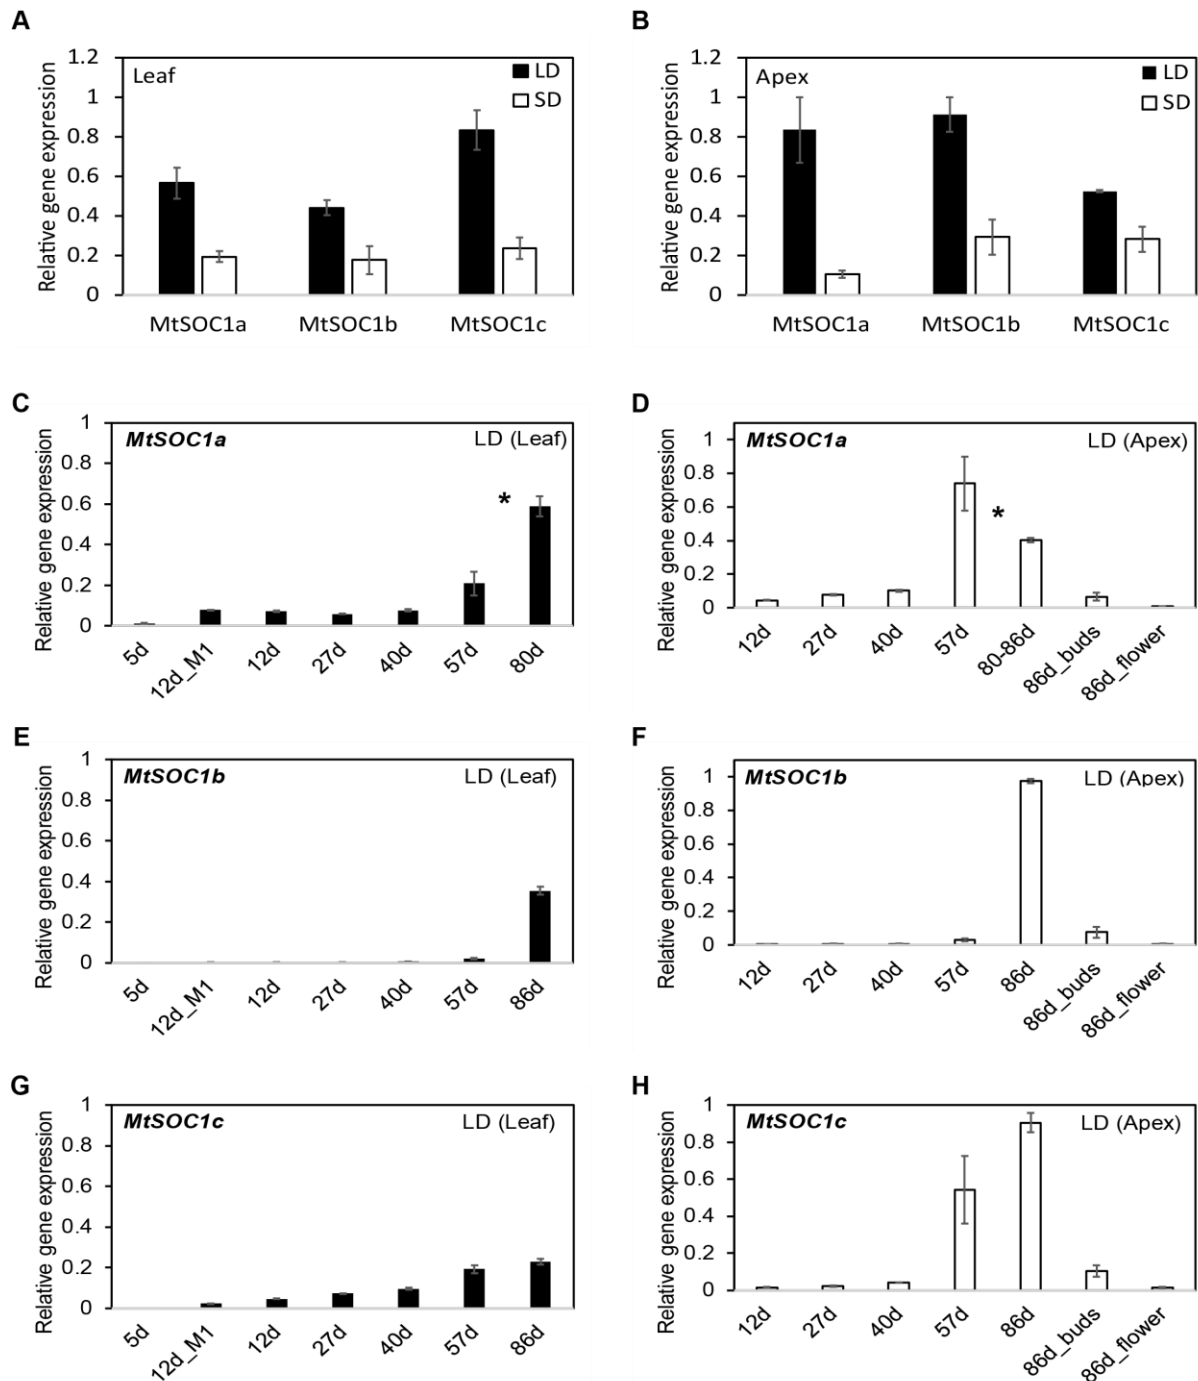 A
Relative gene expression
1.2
1
0.8
0.6
0.4
0.2
0
Leaf
LD
SD
MtSOC1a MtSOC1b MtSOC1c
B
Relative gene expression
1.2
1
0.8
0.6
0.4
0.2
0
Apex
LD
SD
MtSOC1a MtSOC1b MtSOC1c
C
Relative gene expression
1
0.8
0.6
0.4
0.2
0
MtSOC1a LD (Leaf)
*
5d 12d_M1 12d 27d 40d 57d 80d
D
Relative gene expression
1
0.8
0.6
0.4
0.2
0
MtSOC1a LD (Apex)
*
12d 27d 40d 57d 80-86d 86d_buds 86d_flower
E
Relative gene expression
1
0.8
0.6
0.4
0.2
0
MtSOC1b LD (Leaf)
5d 12d_M1 12d 27d 40d 57d 86d
F
Relative gene expression
1
0.8
0.6
0.4
0.2
0
MtSOC1b LD (Apex)
12d 27d 40d 57d 86d 86d_buds 86d_flower
G
Relative gene expression
1
0.8
0.6
0.4
0.2
0
MtSOC1c LD (Leaf)
5d 12d_M1 12d 27d 40d 57d 86d
H
Relative gene expression
1
0.8
0.6
0.4
0.2
0
MtSOC1c LD (Apex)
12d 27d 40d 57d 86d 86d_buds 86d_flower